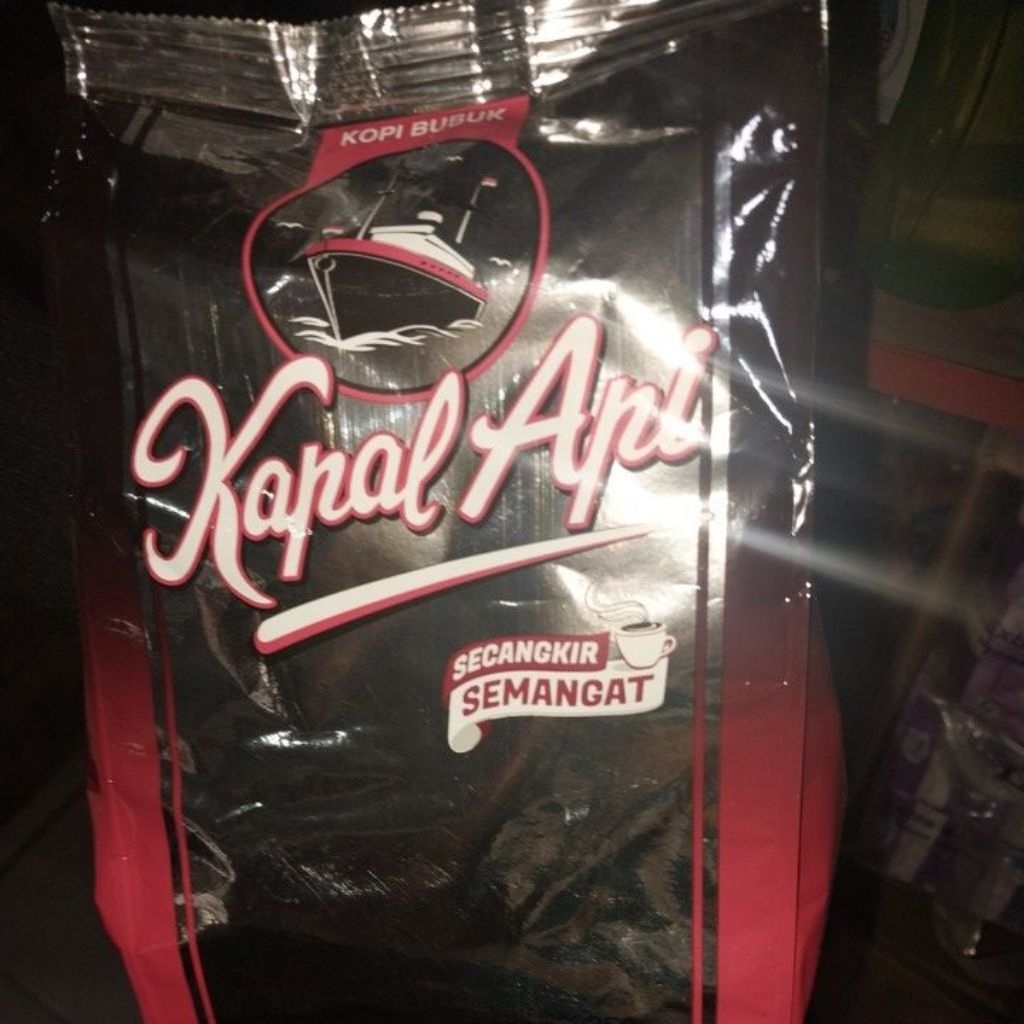 KOPI BUBUK
Kapal Api
SECANGKIR
SEMANGAT